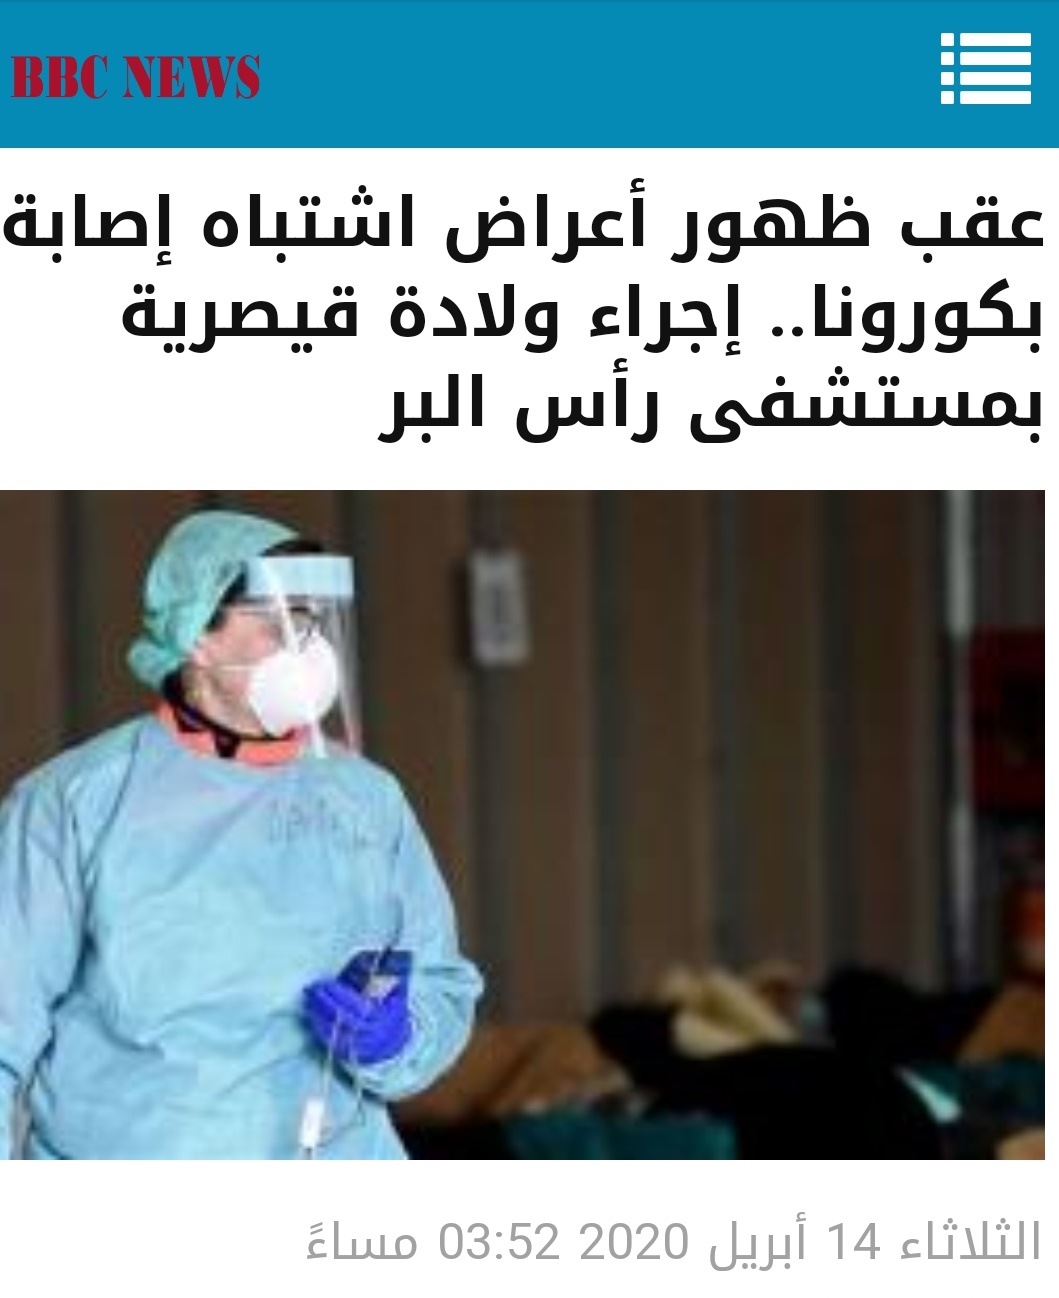 BBC NEWS
عقب ظهور أعراض اشتباه إصابة
بكورونا.. إجراء ولادة قيصرية
بمستشفى رأس البر
الثلاثاء 14 أبريل 2020 03:52 مساءً